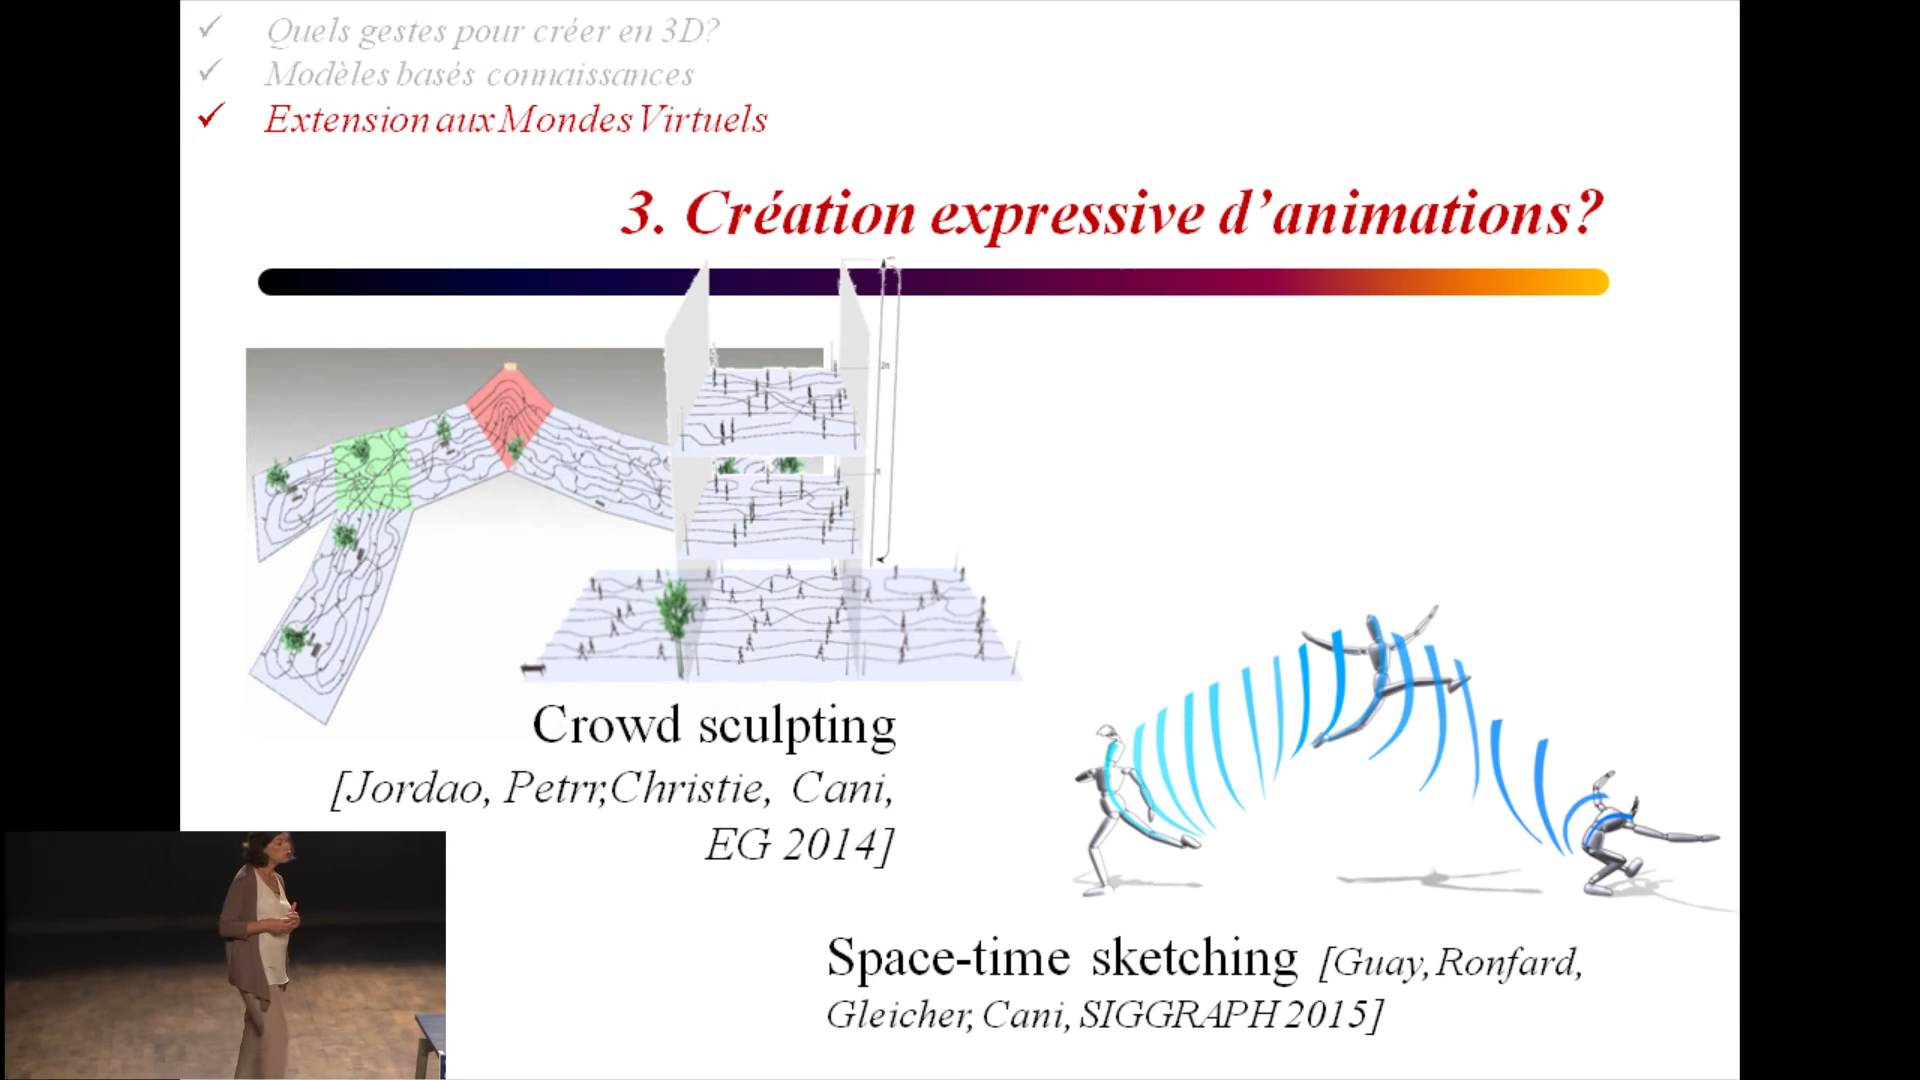 Quels gestes pour créer en 3D?
Modèles basés connaissances
Extension aux Mondes Virtuels
3. Création expressive d'animations?
Crowd sculpting
[Jordao, Petrr,Christie, Cani,
EG 2014]
Space-time sketching [Guay, Ronfard,
Gleicher, Cani, SIGGRAPH 2015]